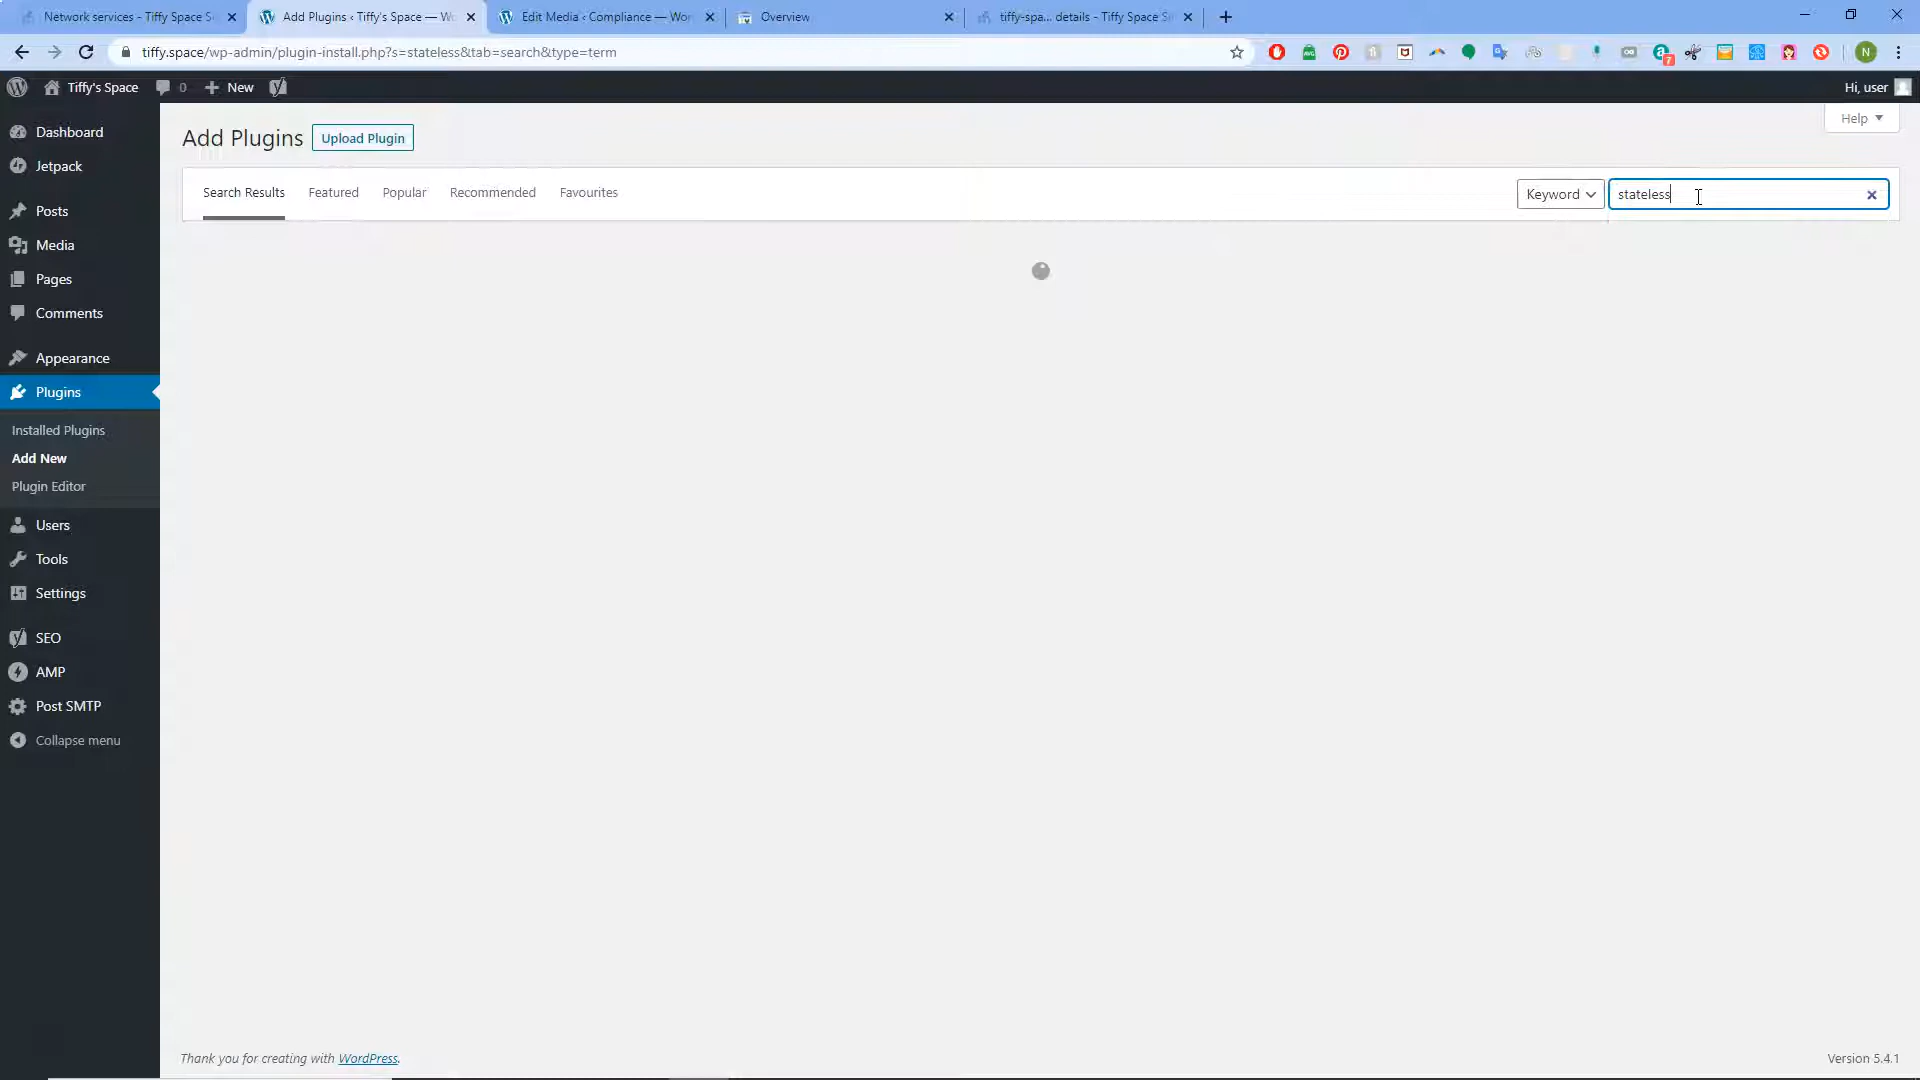 Network services - Tiffy Space S
Add Plugins ‹ Tiffy's Space — Wo
Edit Media ‹ Compliance — Wor
Overview
tiffy-spa... details - Tiffy Space Si
tiffy.space/wp-admin/plugin-install.php?s=stateless&tab=search&type=term
7
N
Tiffy's Space
0
New
Hi, user
Help
Add Plugins
Upload Plugin
Search Results
Featured
Popular
Recommended
Favourites
Keyword
stateless
Dashboard
Jetpack
Posts
Media
Pages
Comments
Appearance
Plugins
Installed Plugins
Add New
Plugin Editor
Users
Tools
Settings
SEO
AMP
Post SMTP
Collapse menu
Thank you for creating with WordPress.
Version 5.4.1